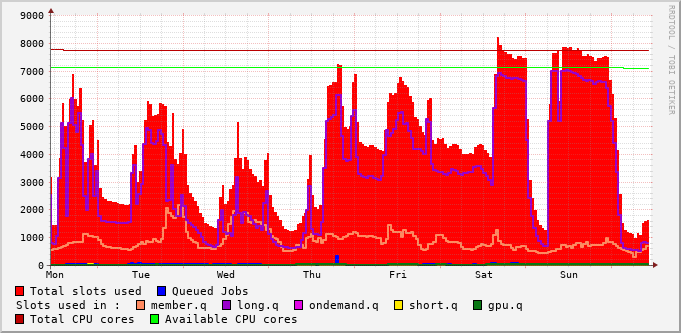 9000
8000
7000
6000
5000
4000
3000
2000
1000
0
Mon Tue Wed Thu Fri Sat Sun
RRDTOOL / TOBI OETIKER
Total slots used Queued Jobs
Slots used in : member.q long.q ondemand.q short.q gpu.q
Total CPU cores Available CPU cores